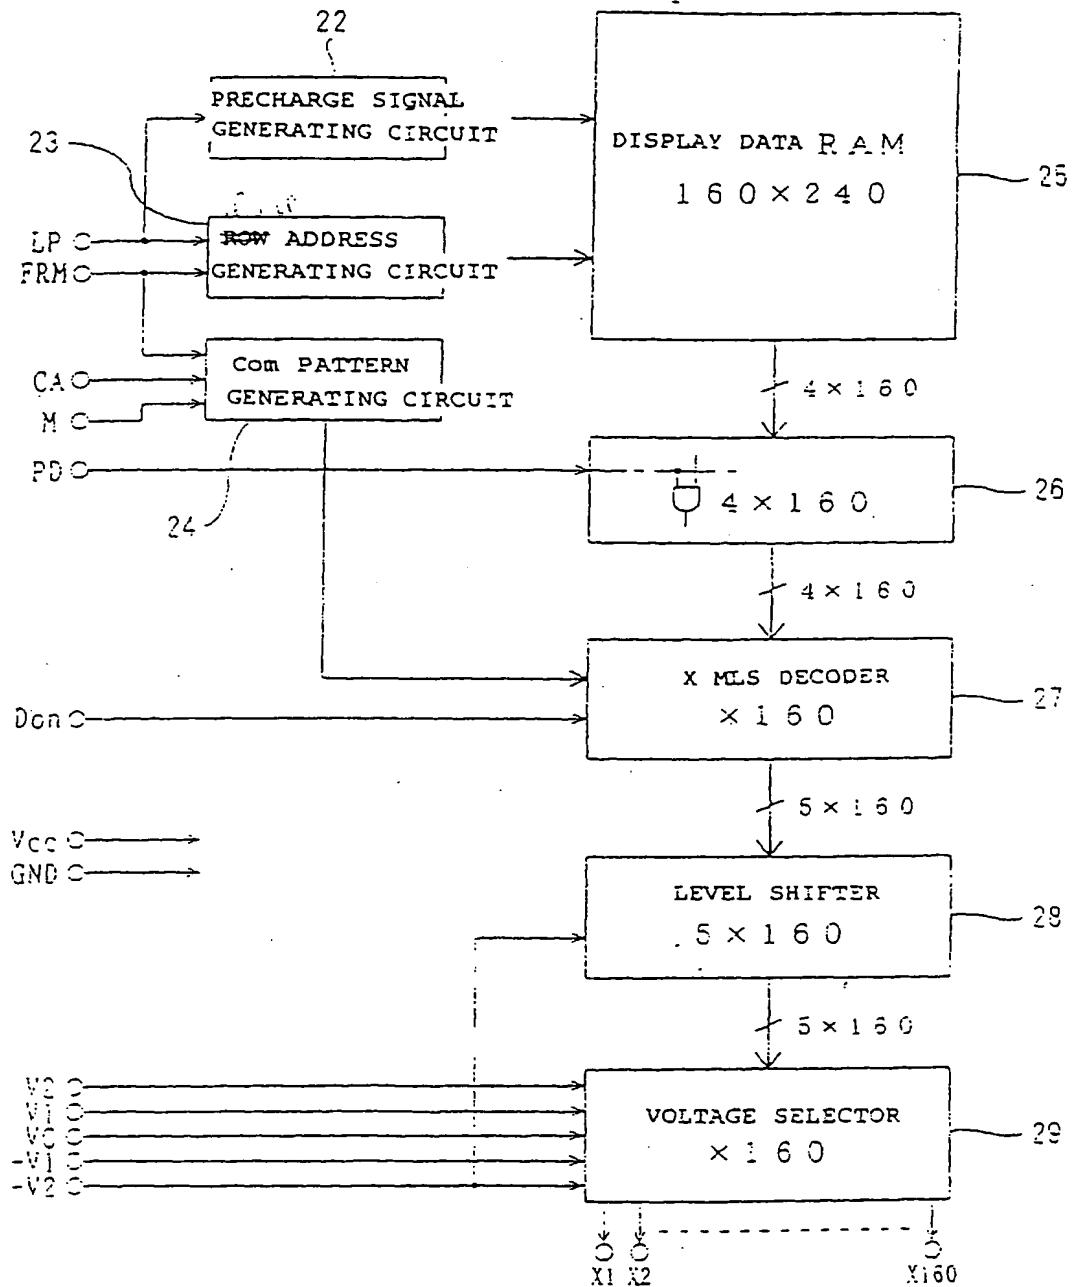 22
PRECHARGE SIGNAL
GENERATING CIRCUIT
23
ROW ADDRESS
GENERATING CIRCUIT
LP
FRM
Com PATTERN
GENERATING CIRCUIT
CA
M
PD
24
DISPLAY DATA RAM
160×240
25
4×160
4×160
26
4×160
X MLS DECODER
×160
27
Don
5×160
Vcc
GND
LEVEL SHIFTER
5×160
28
5×160
V2
V1
VC
-V1
-V2
VOLTAGE SELECTOR
×160
29
X1 X2 X160